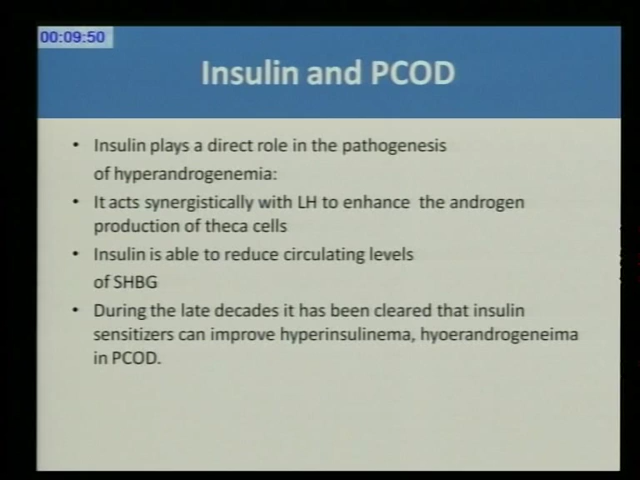 00:09:50
Insulin and PCOD
• Insulin plays a direct role in the pathogenesis
of hyperandrogenemia:
• It acts synergistically with LH to enhance the androgen
production of theca cells
• Insulin is able to reduce circulating levels
of SHBG
• During the late decades it has been cleared that insulin
sensitizers can improve hyperinsulinema, hyoerandrogeneima
in PCOD.